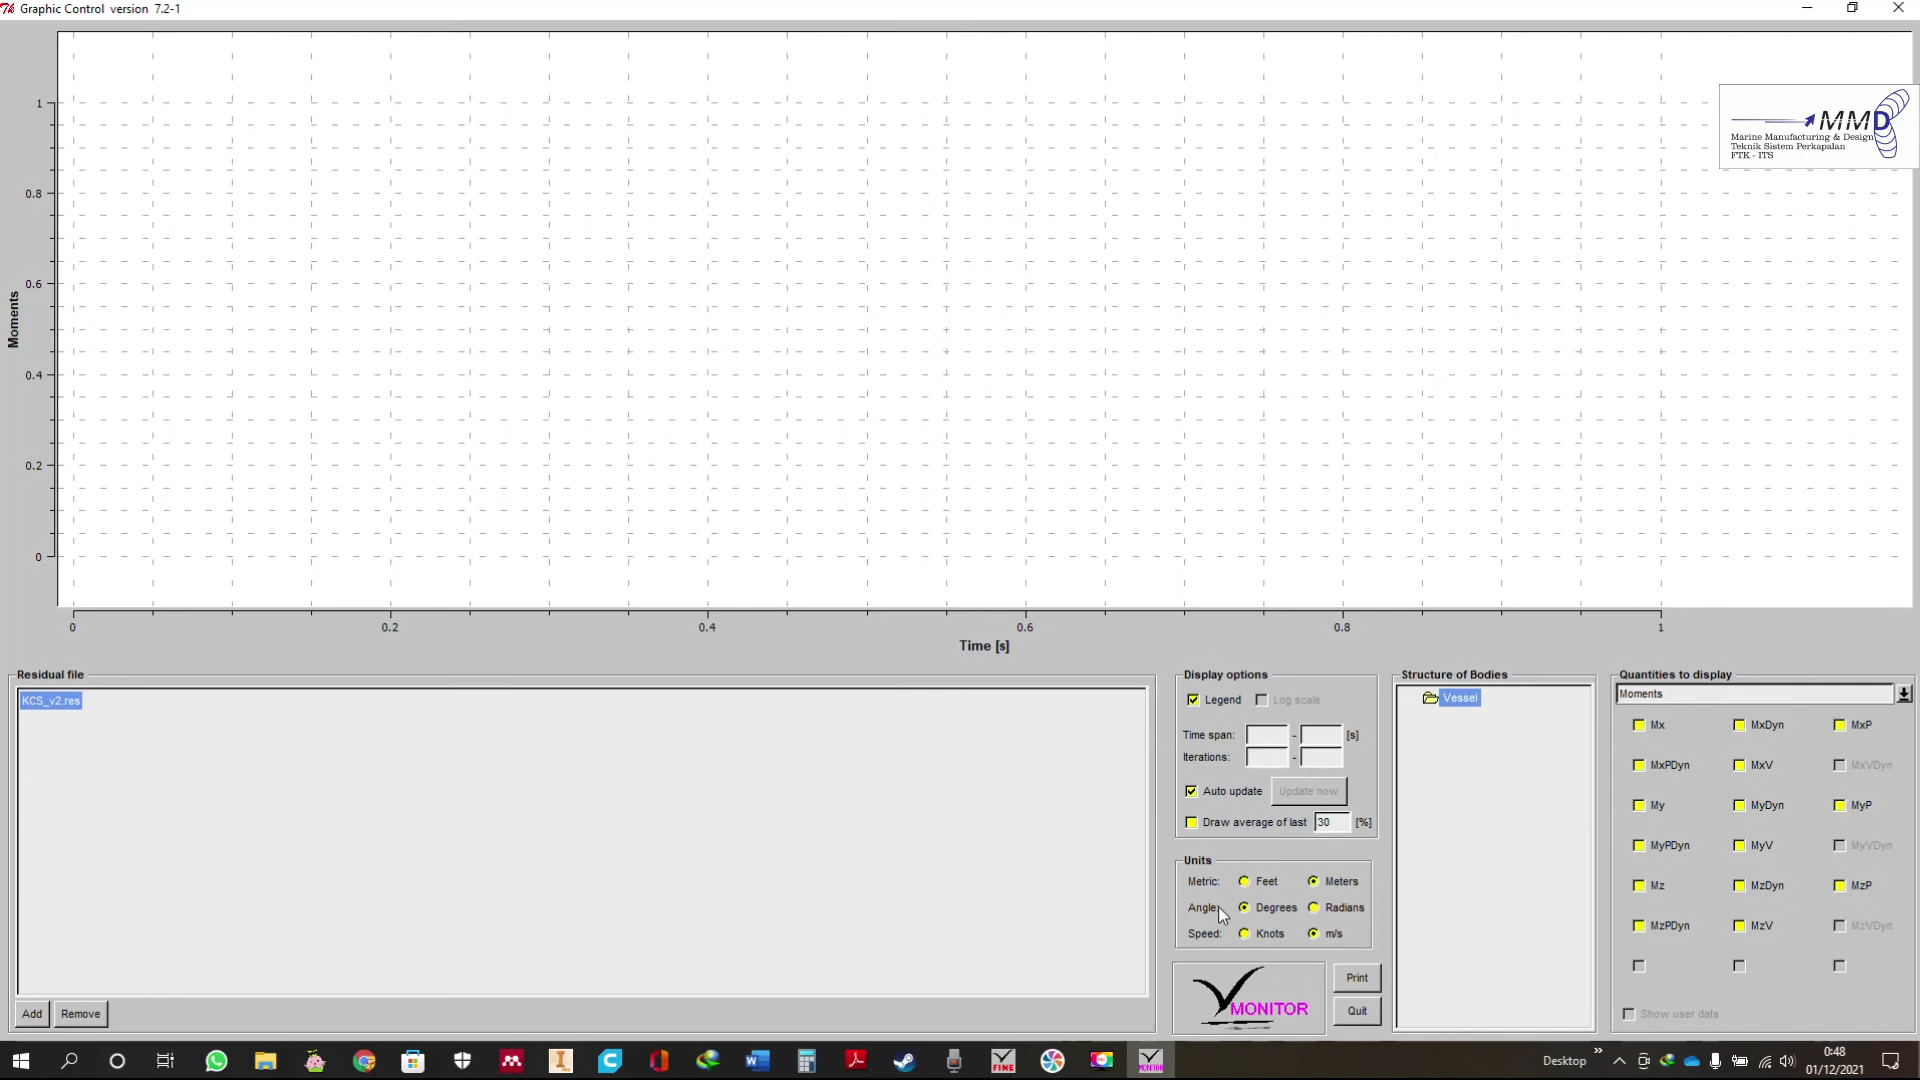 Graphic Control version 7.2-1
MMD
Marine Manufacturing & Design
Teknik Sistem Perkapalan
FTK - ITS
1
0.8
0.6
0.4
0.2
0
Moments
0
0.2
0.4
0.6
0.8
1
Time [s]
Residual file
KCS_v2.res
Add
Remove
Display options
Legend
Log scale
Time span:
-
[s]
Iterations:
-
Auto update
Update now
Draw average of last
30
[%]
Units
Metric:
Feet
Meters
Angle:
Degrees
Radians
Speed:
Knots
m/s
MONITOR
Print
Quit
Structure of Bodies
Vessel
Quantities to display
Moments
Mx
MxDyn
MxP
MxPDyn
MxV
MxVDyn
My
MyDyn
MyP
MyPDyn
MyV
MyVDyn
Mz
MzDyn
MzP
MzPDyn
MzV
MzVDyn
Show user data
FINE
MONITOR
Desktop
0:48
01/12/2021